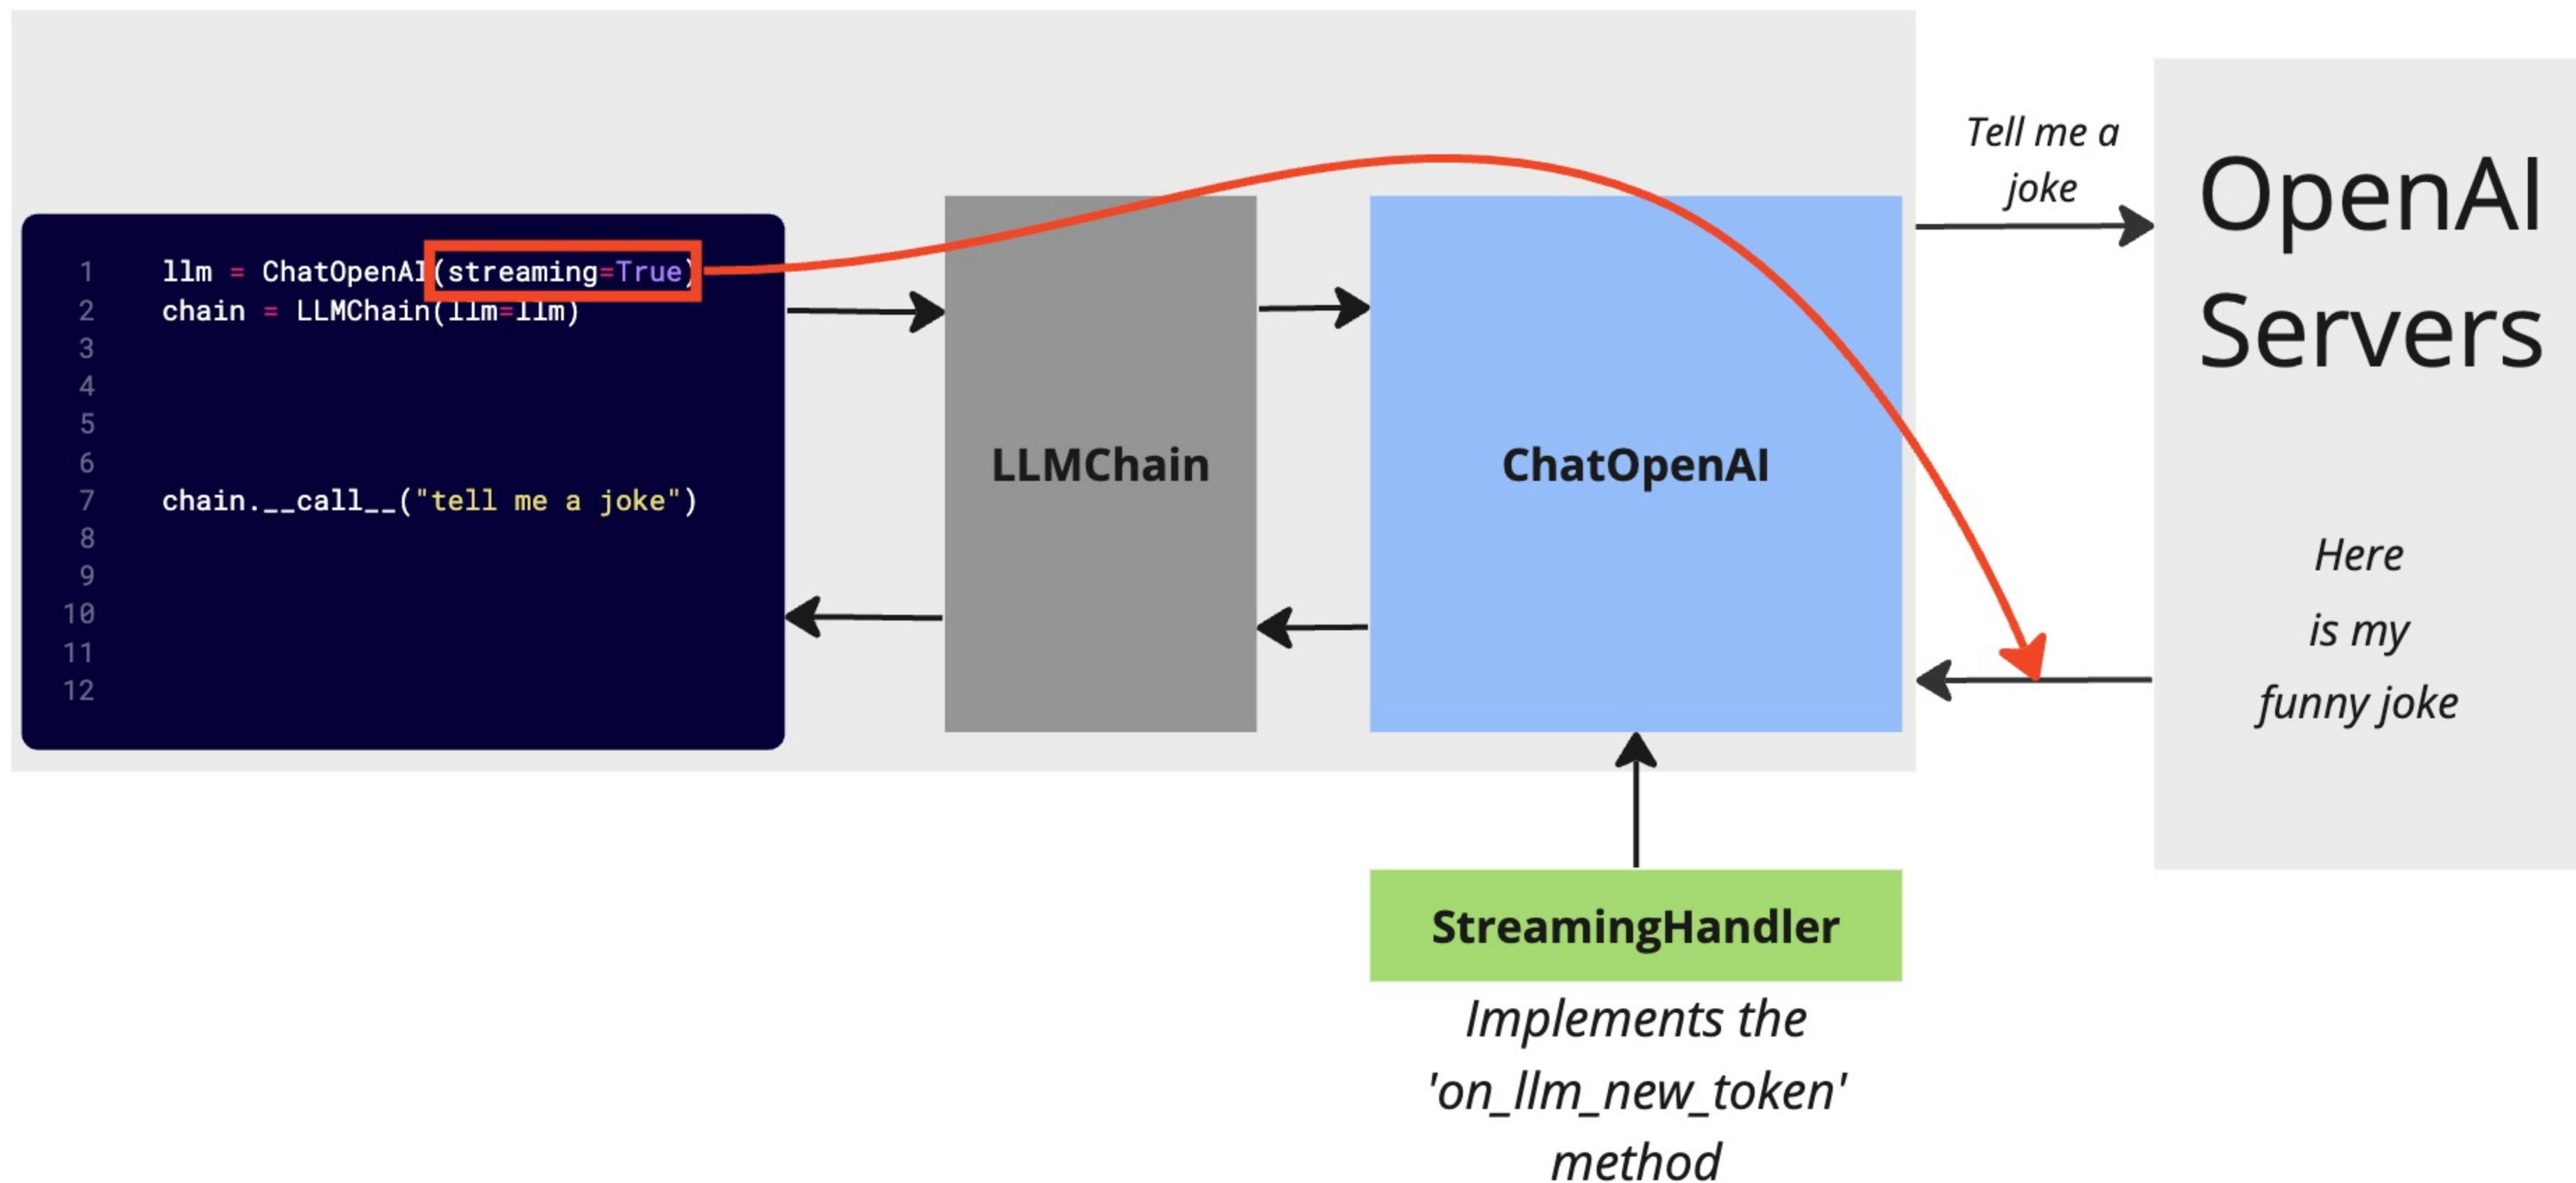 1 llm = ChatOpenAI(streaming=True)
2 chain = LLMChain(llm=llm)
3
4
5
6
7 chain.__call__("tell me a joke")
8
9
10
11
12
LLMChain
ChatOpenAI
Tell me a
joke
OpenAI
Servers
Here
is my
funny joke
StreamingHandler
Implements the
'on_llm_new_token'
method